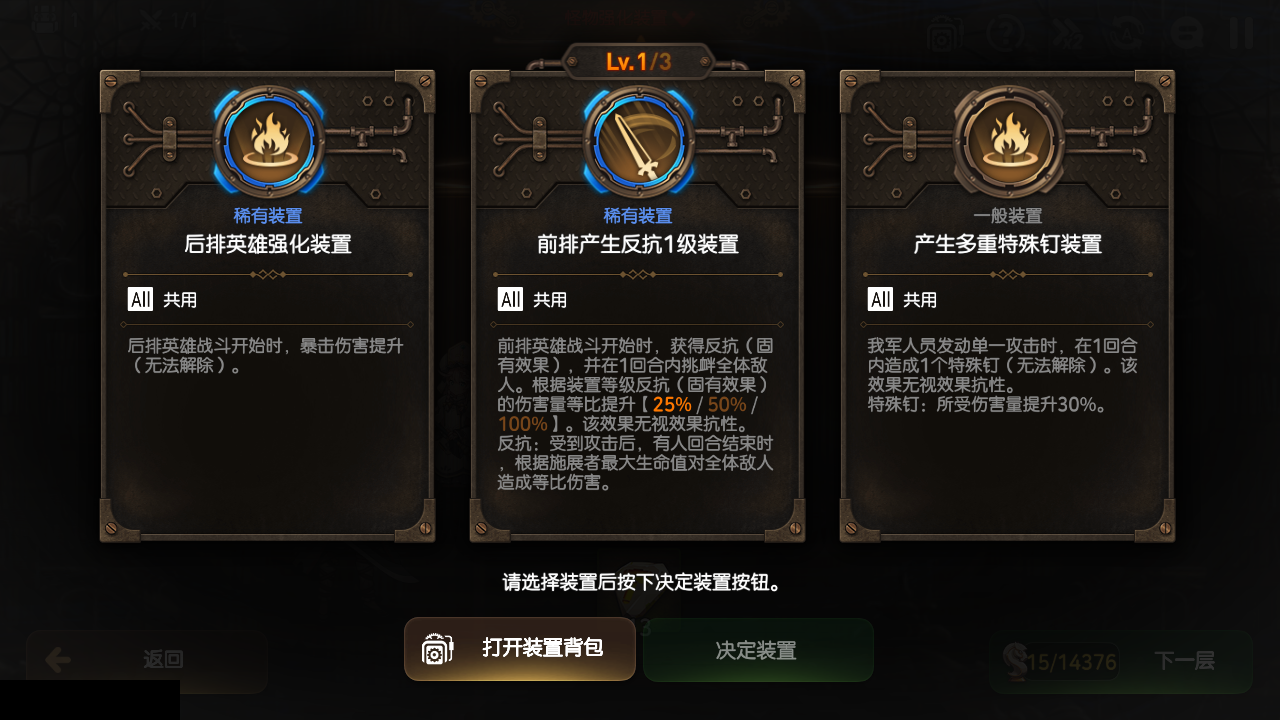 Lv.1/3
稀有装置
后排英雄强化装置
All 共用
后排英雄战斗开始时，暴击伤害提升
（无法解除）。
稀有装置
前排产生反抗1级装置
All 共用
前排英雄战斗开始时，获得反抗（固
有效果），并在1回合内挑衅全体敌
人。根据装置等级反抗（固有效果）
的伤害量等比提升【25% / 50% /
100%】。该效果无视效果抗性。
反抗：受到攻击后，有人回合结束时
，根据施展者最大生命值对全体敌人
造成等比伤害。
一般装置
产生多重特殊钉装置
All 共用
我军人员发动单一攻击时，在1回合
内造成1个特殊钉（无法解除）。该
效果无视效果抗性。
特殊钉：所受伤害量提升30%。
请选择装置后按下决定装置按钮。
返回
打开装置背包
决定装置
15/14376
下一层